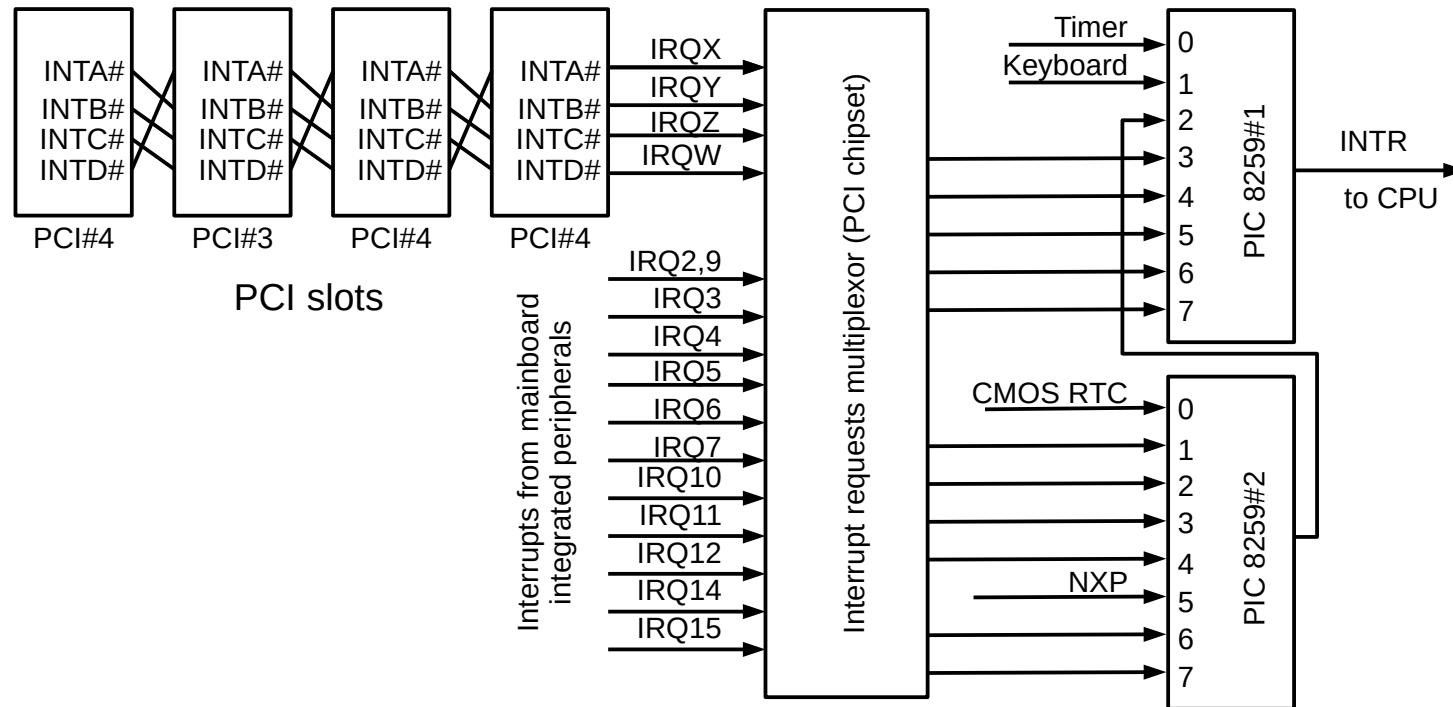 INTA#
INTB#
INTC#
INTD#
PCI#4
INTA#
INTB#
INTC#
INTD#
PCI#3
INTA#
INTB#
INTC#
INTD#
PCI#4
INTA#
INTB#
INTC#
INTD#
PCI#4
PCI slots
IRQX
IRQY
IRQZ
IRQW
Interrupts from mainboard
integrated peripherals
IRQ2,9
IRQ3
IRQ4
IRQ5
IRQ6
IRQ7
IRQ10
IRQ11
IRQ12
IRQ14
IRQ15
Interrupt requests multiplexor (PCI chipset)
Timer
Keyboard
0
1
2
3
4
5
6
7
PIC 8259#1
INTR
to CPU
CMOS RTC
NXP
0
1
2
3
4
5
6
7
PIC 8259#2